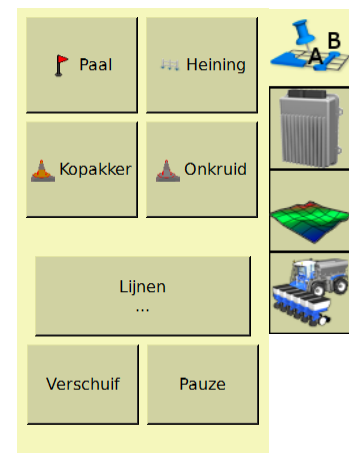 Paal
Heining
Kopakker
Onkruid
Lijnen
...
Verschuif
Pauze
A
B